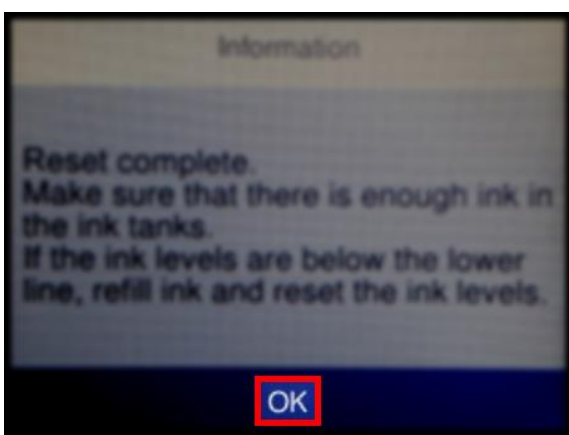 Information
Reset complete.
Make sure that there is enough ink in
the ink tanks.
If the ink levels are below the lower
line, refill ink and reset the ink levels.
OK